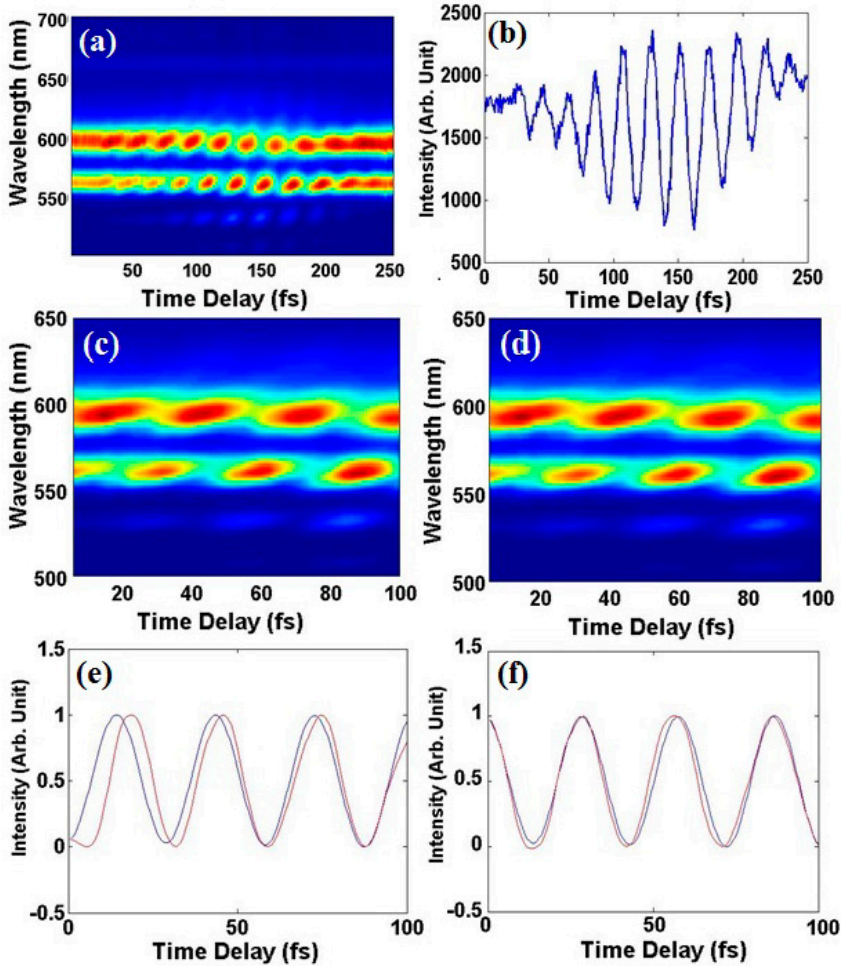 (a)
Wavelength (nm)
700
650
600
550
50 100 150 200 250
Time Delay (fs)
(b)
Intensity (Arb. Unit)
2500
2000
1500
1000
500
0 50 100 150 200 250
Time Delay (fs)
(c)
Wavelength (nm)
650
600
550
500
20 40 60 80 100
Time Delay (fs)
(d)
Wavelength (nm)
650
600
550
500
20 40 60 80 100
Time Delay (fs)
(e)
Intensity (Arb. Unit)
1.5
1
0.5
0
-0.5
0 50 100
Time Delay (fs)
(f)
Intensity (Arb. Unit)
1.5
1
0.5
0
-0.5
0 50 100
Time Delay (fs)